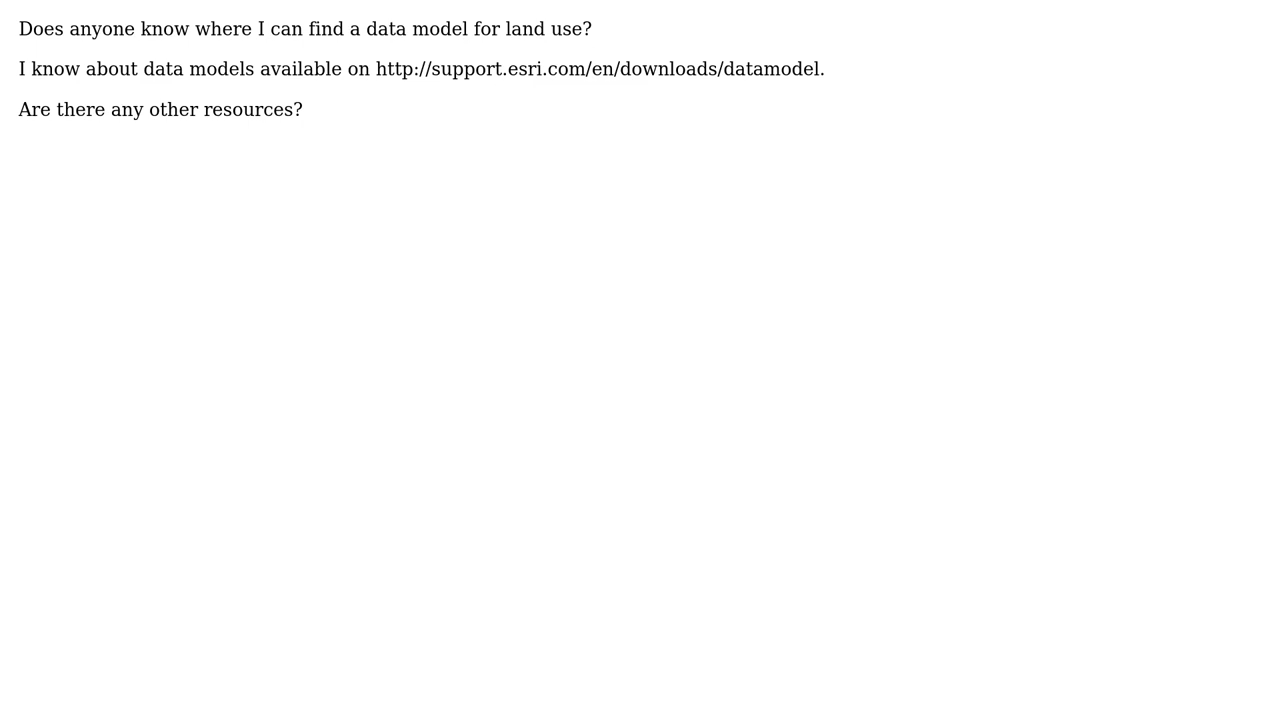 Does anyone know where I can find a data model for land use?
I know about data models available on http://support.esri.com/en/downloads/datamodel.
Are there any other resources?